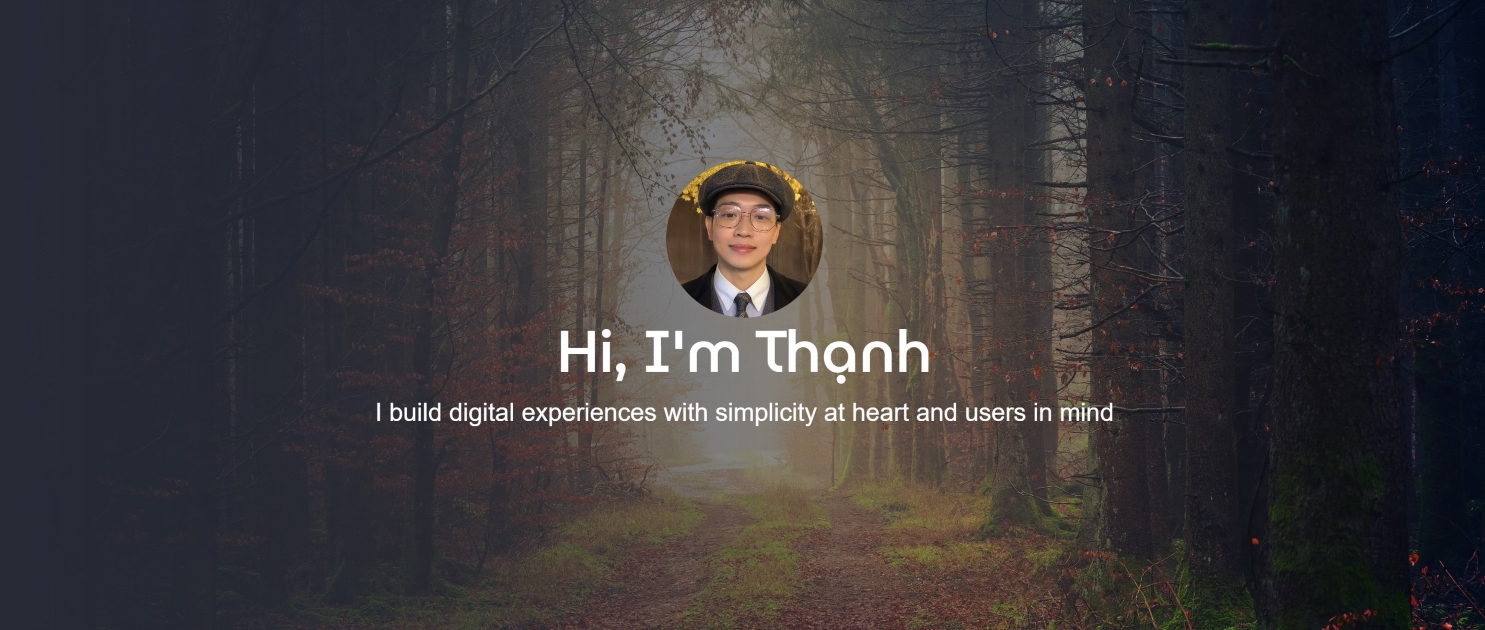 Hi, I'm Thạnh
I build digital experiences with simplicity at heart and users in mind